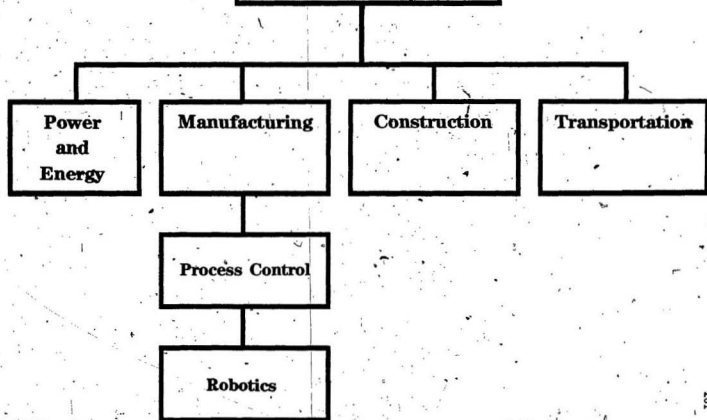 Power
and
Energy
Manufacturing
Construction
Transportation
Process Control
Robotics